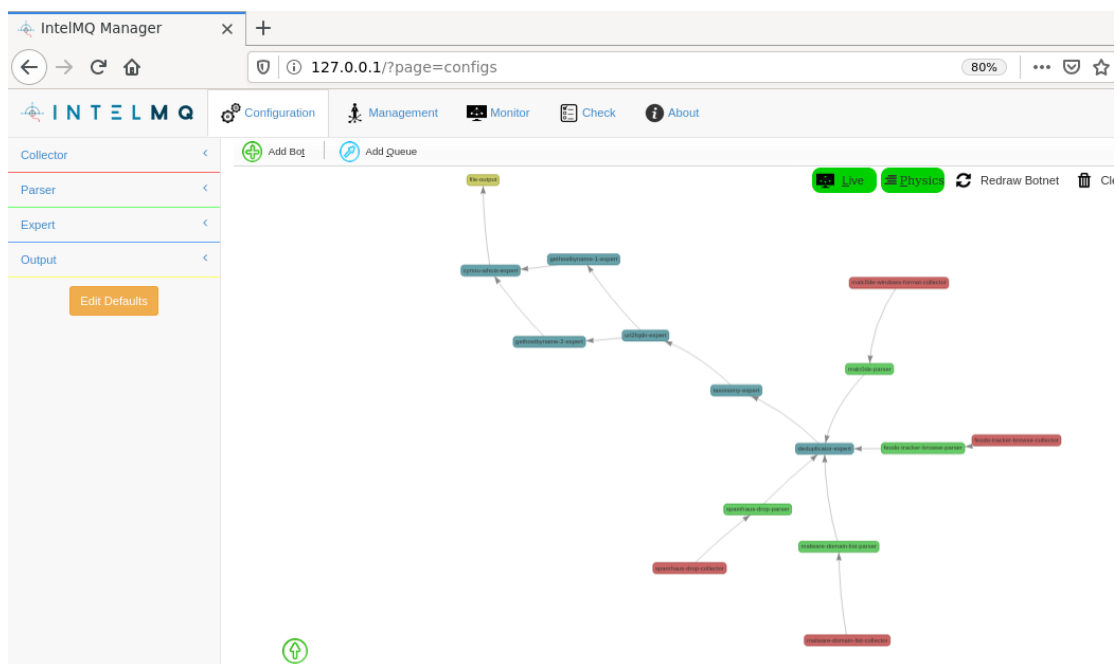 IntelMQ Manager
127.0.0.1/?page=configs
80%
INTELMQ
Configuration
Management
Monitor
Check
About
Collector
Parser
Expert
Output
Edit Defaults
Add Bot
Add Queue
Live
Physics
Redraw Botnet
Cle
file-output
gethostbyname-1-expert
cymru-whois-expert
gethostbyname-2-expert
url2fqdn-expert
taxonomy-expert
malc0de-windows-format-collector
malc0de-parser
deduplicator-expert
feodo-tracker-browse-parser
feodo-tracker-browse-collector
spamhaus-drop-parser
spamhaus-drop-collector
malware-domain-list-parser
malware-domain-list-collector